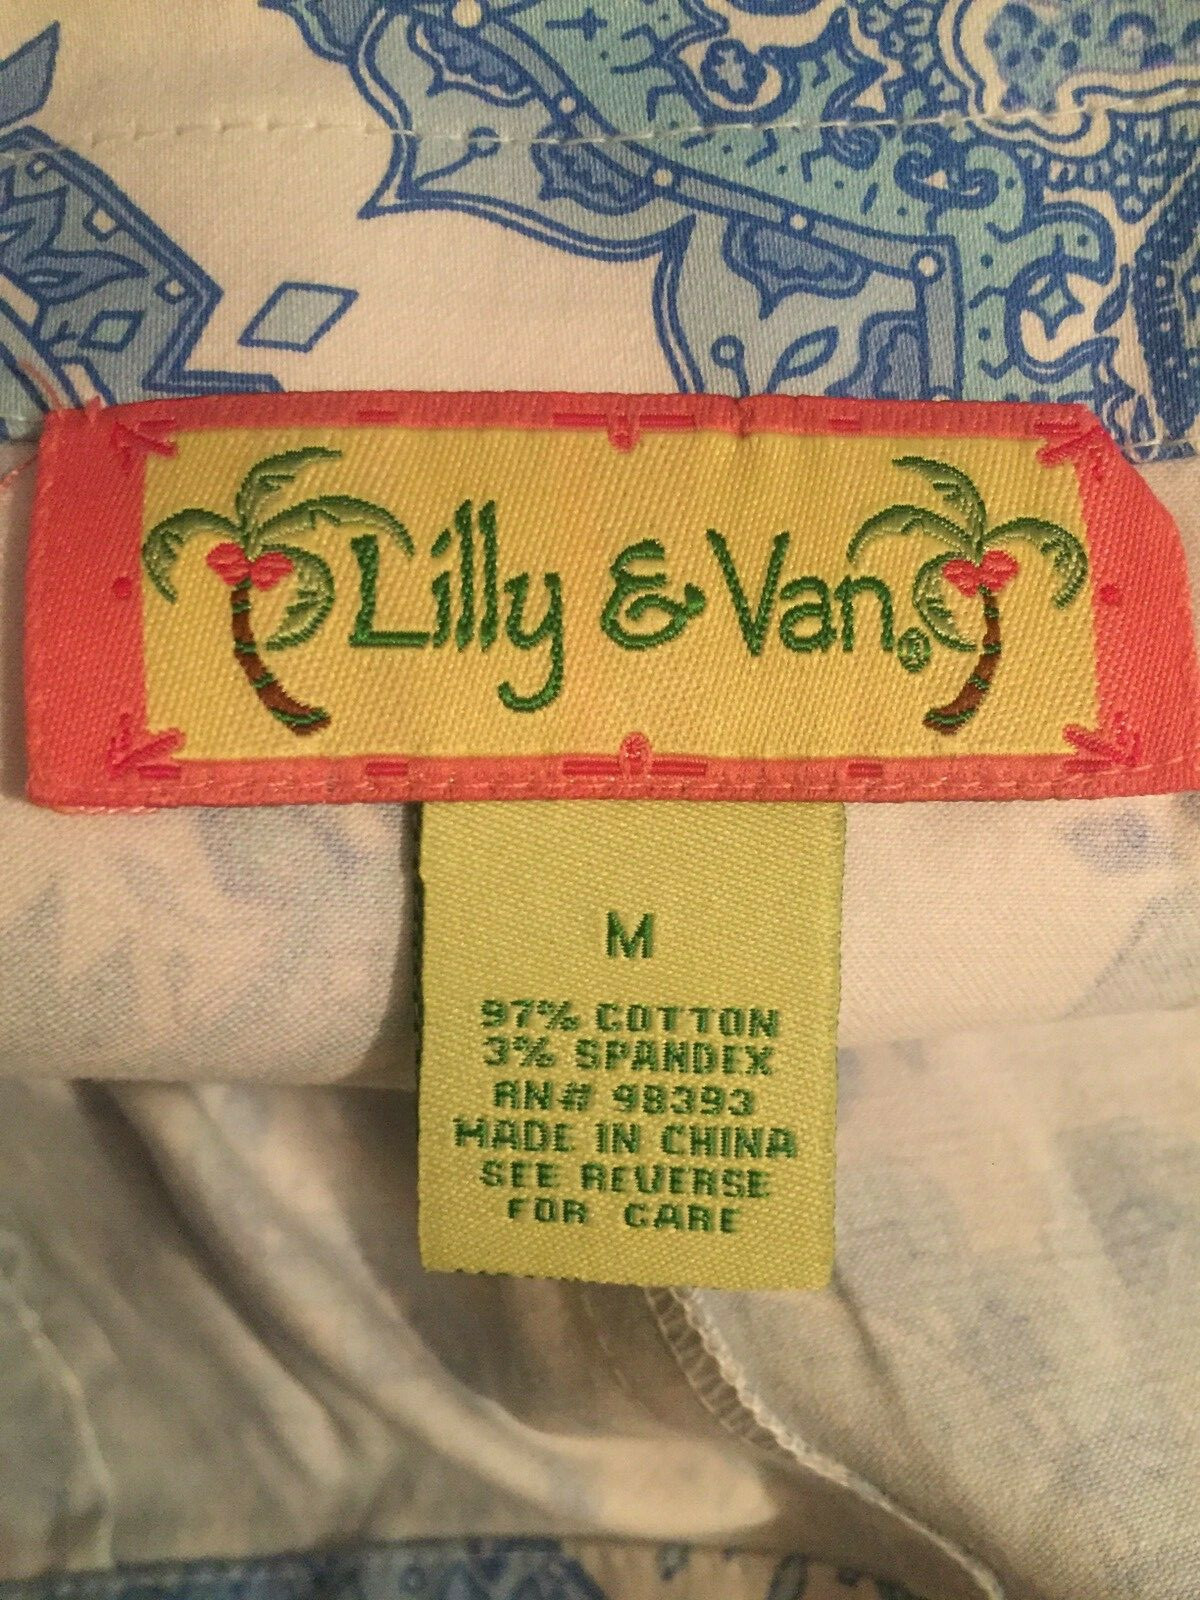 Lilly & Van®
M
97% COTTON
3% SPANDEX
RN# 98393
MADE IN CHINA
SEE REVERSE
FOR CARE